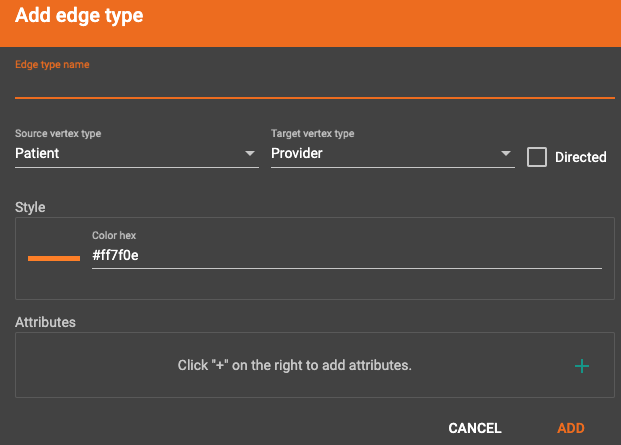 Add edge type
Edge type name
Source vertex type
Target vertex type
Patient
Provider
Directed
Style
Color hex
#ff7f0e
Attributes
Click "+" on the right to add attributes.
+
CANCEL
ADD